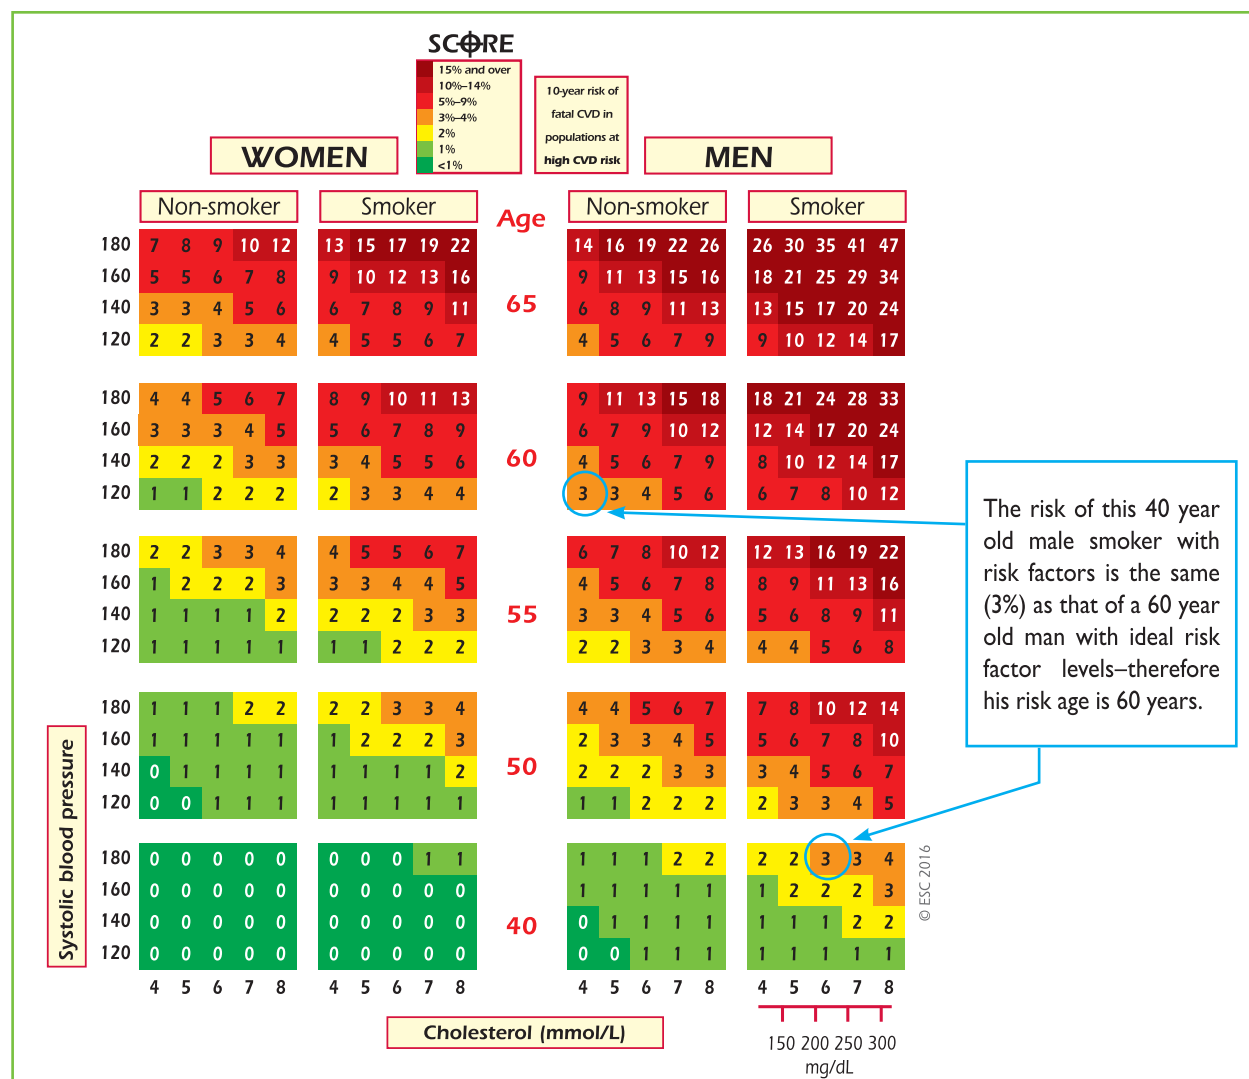 SCORE
15% and over
10%–14%
5%–9%
3%–4%
2%
1%
<1%
10-year risk of
fatal CVD in
populations at
high CVD risk
WOMEN
MEN
Non-smoker Smoker Age Non-smoker Smoker
180 7 8 9 10 12 13 15 17 19 22 14 16 19 22 26 26 30 35 41 47
160 5 5 6 7 8 9 10 12 13 16 9 11 13 15 16 18 21 25 29 34
65
140 3 3 4 5 6 6 7 8 9 11 6 8 9 11 13 13 15 17 20 24
120 2 2 3 3 4 4 5 5 6 7 4 5 6 7 9 9 10 12 14 17
180 4 4 5 6 7 8 9 10 11 13 9 11 13 15 18 18 21 24 28 33
160 3 3 3 4 5 5 6 7 8 9 6 7 9 10 12 12 14 17 20 24
60
140 2 2 2 3 3 3 4 5 5 6 4 5 6 7 9 8 10 12 14 17
120 1 1 2 2 2 2 3 3 4 4 3 3 4 5 6 6 7 8 10 12
180 2 2 3 3 4 4 5 5 6 7 6 7 8 10 12 12 13 16 19 22
160 1 2 2 2 3 3 3 4 4 5 4 5 6 7 8 8 9 11 13 16
55
140 1 1 1 1 2 2 2 2 3 3 3 3 4 5 6 5 6 8 9 11
120 1 1 1 1 1 1 1 2 2 2 2 2 3 3 4 4 4 5 6 8
180 1 1 1 2 2 2 2 3 3 4 4 4 5 6 7 7 8 10 12 14
160 1 1 1 1 1 1 2 2 2 3 2 3 3 4 5 5 6 7 8 10
50
140 0 1 1 1 1 1 1 1 1 2 2 2 2 3 3 3 4 5 6 7
120 0 0 1 1 1 1 1 1 1 1 1 1 2 2 2 2 3 3 4 5
180 0 0 0 0 0 0 0 0 1 1 1 1 1 2 2 2 2 3 3 4
160 0 0 0 0 0 0 0 0 0 0 1 1 1 1 1 1 2 2 2 3
40
140 0 0 0 0 0 0 0 0 0 0 0 1 1 1 1 1 1 1 2 2
120 0 0 0 0 0 0 0 0 0 0 0 0 1 1 1 1 1 1 1 1
4 5 6 7 8 4 5 6 7 8 4 5 6 7 8 4 5 6 7 8
Systolic blood pressure
Cholesterol (mmol/L)
150 200 250 300
mg/dL
© ESC 2016
The risk of this 40 year
old male smoker with
risk factors is the same
(3%) as that of a 60 year
old man with ideal risk
factor levels–therefore
his risk age is 60 years.